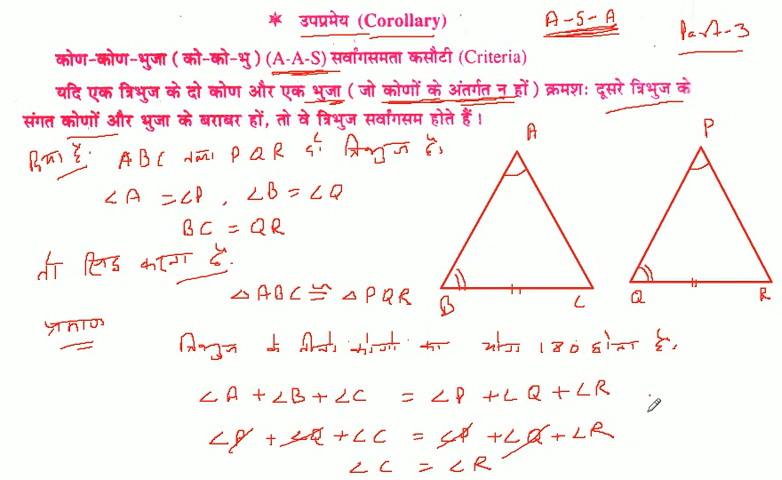 * उपप्रमेय (Corollary) A-S-A Part-3
कोण-कोण-भुजा (को-को-भु) (A-A-S) सर्वांगसमता कसौटी (Criteria)
यदि एक त्रिभुज के दो कोण और एक भुजा (जो कोणों के अंतर्गत न हों) क्रमशः दूसरे त्रिभुज के
संगत कोणों और भुजा के बराबर हों, तो वे त्रिभुज सर्वांगसम होते हैं।
दिया है: ABC तथा PQR दो त्रिभुज है,
∠A = ∠P, ∠B = ∠Q
BC = QR
तो सिद्ध करना है.
△ABC ≅ △PQR
प्रमाण
त्रिभुज के तीनो कोणो का योग 180 होता है.
∠A + ∠B + ∠C = ∠P + ∠Q + ∠R
∠P + ∠Q + ∠C = ∠P + ∠Q + ∠R
∠C = ∠R
A
B
C
P
Q
R